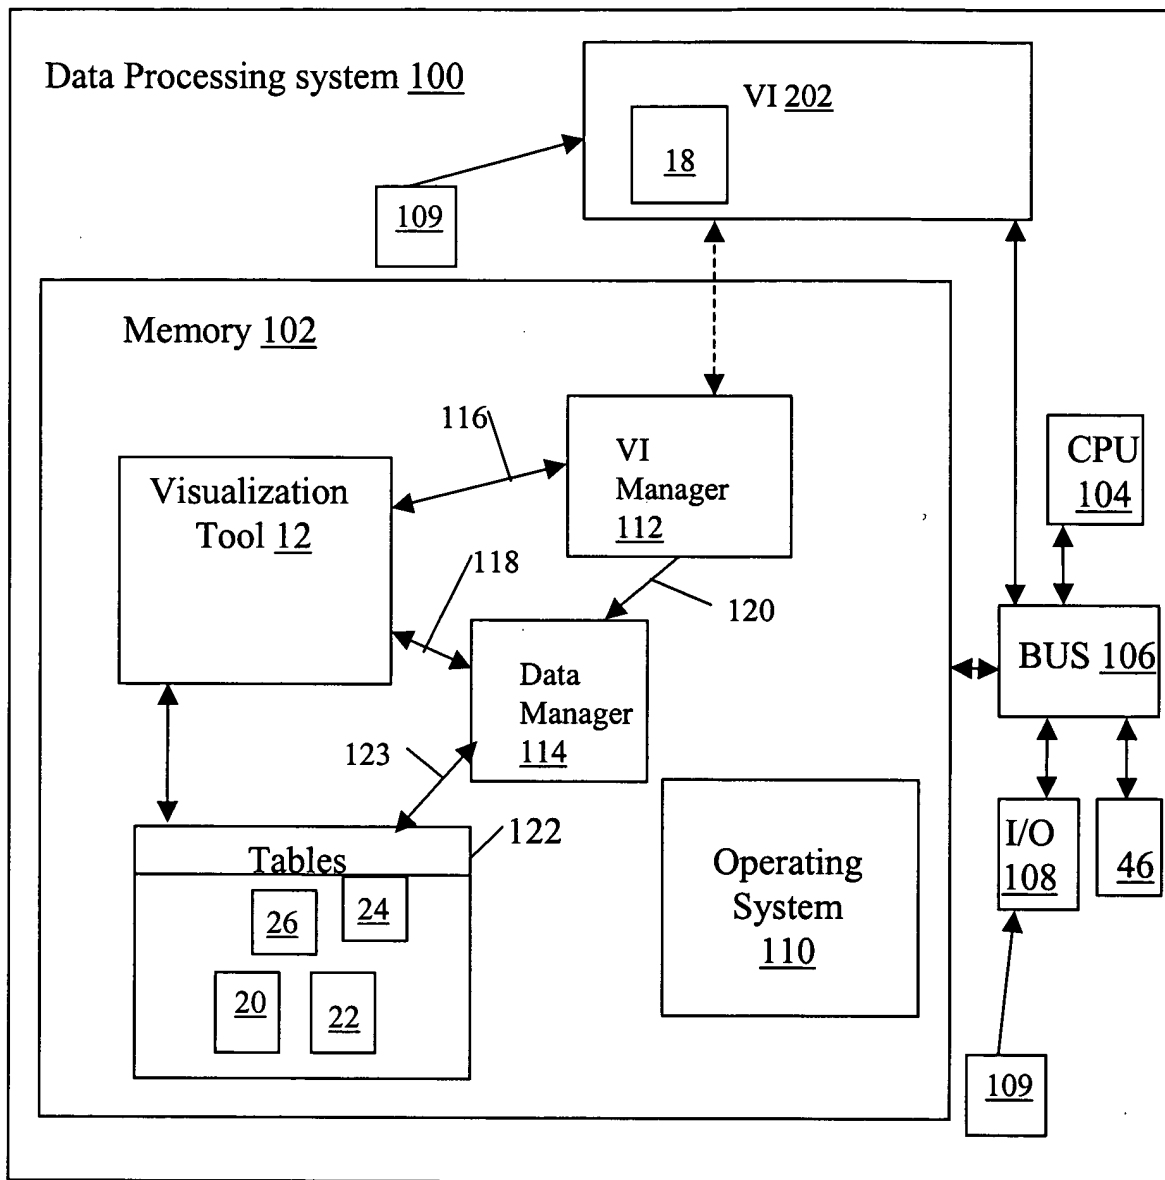 Data Processing system 100
VI 202
18
109
Memory 102
116
VI
Manager
112
Visualization
Tool 12
CPU
104
118
120
BUS 106
Data
Manager
114
123
122
Tables
24
26
20
22
Operating
System
110
I/O
108
46
109